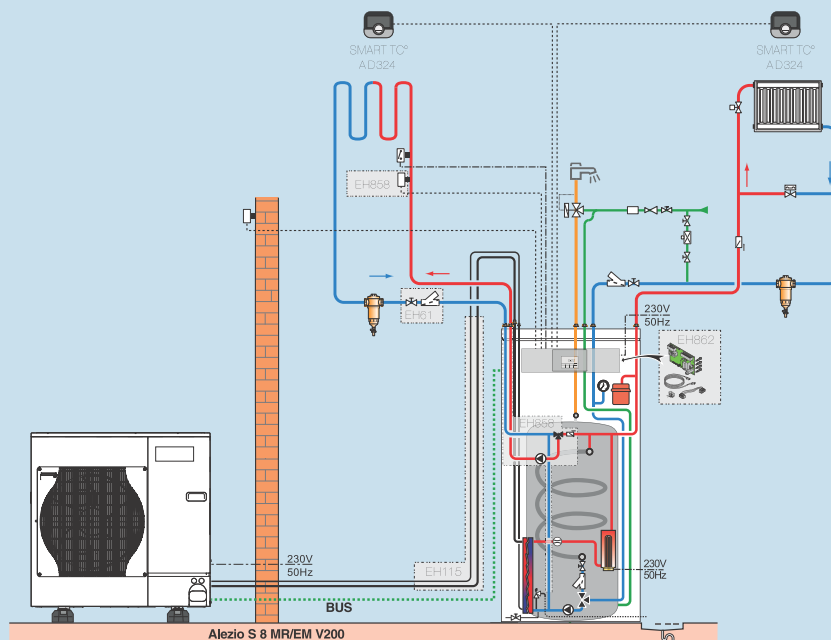 SMART TC°
AD324
SMART TC°
AD324
EH858
EH61
230V
50Hz
EH862
230V
50Hz
EH115
230V
50Hz
BUS
Alezio S 8 MR/EM V200